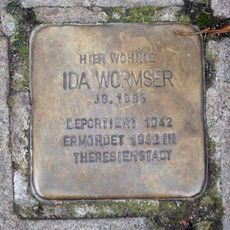 HIER WOHNTE
IDA WORMSER
JG.
DEPORTIERT 1942
ERMORDET 1942 IN
THERESIENSTADT